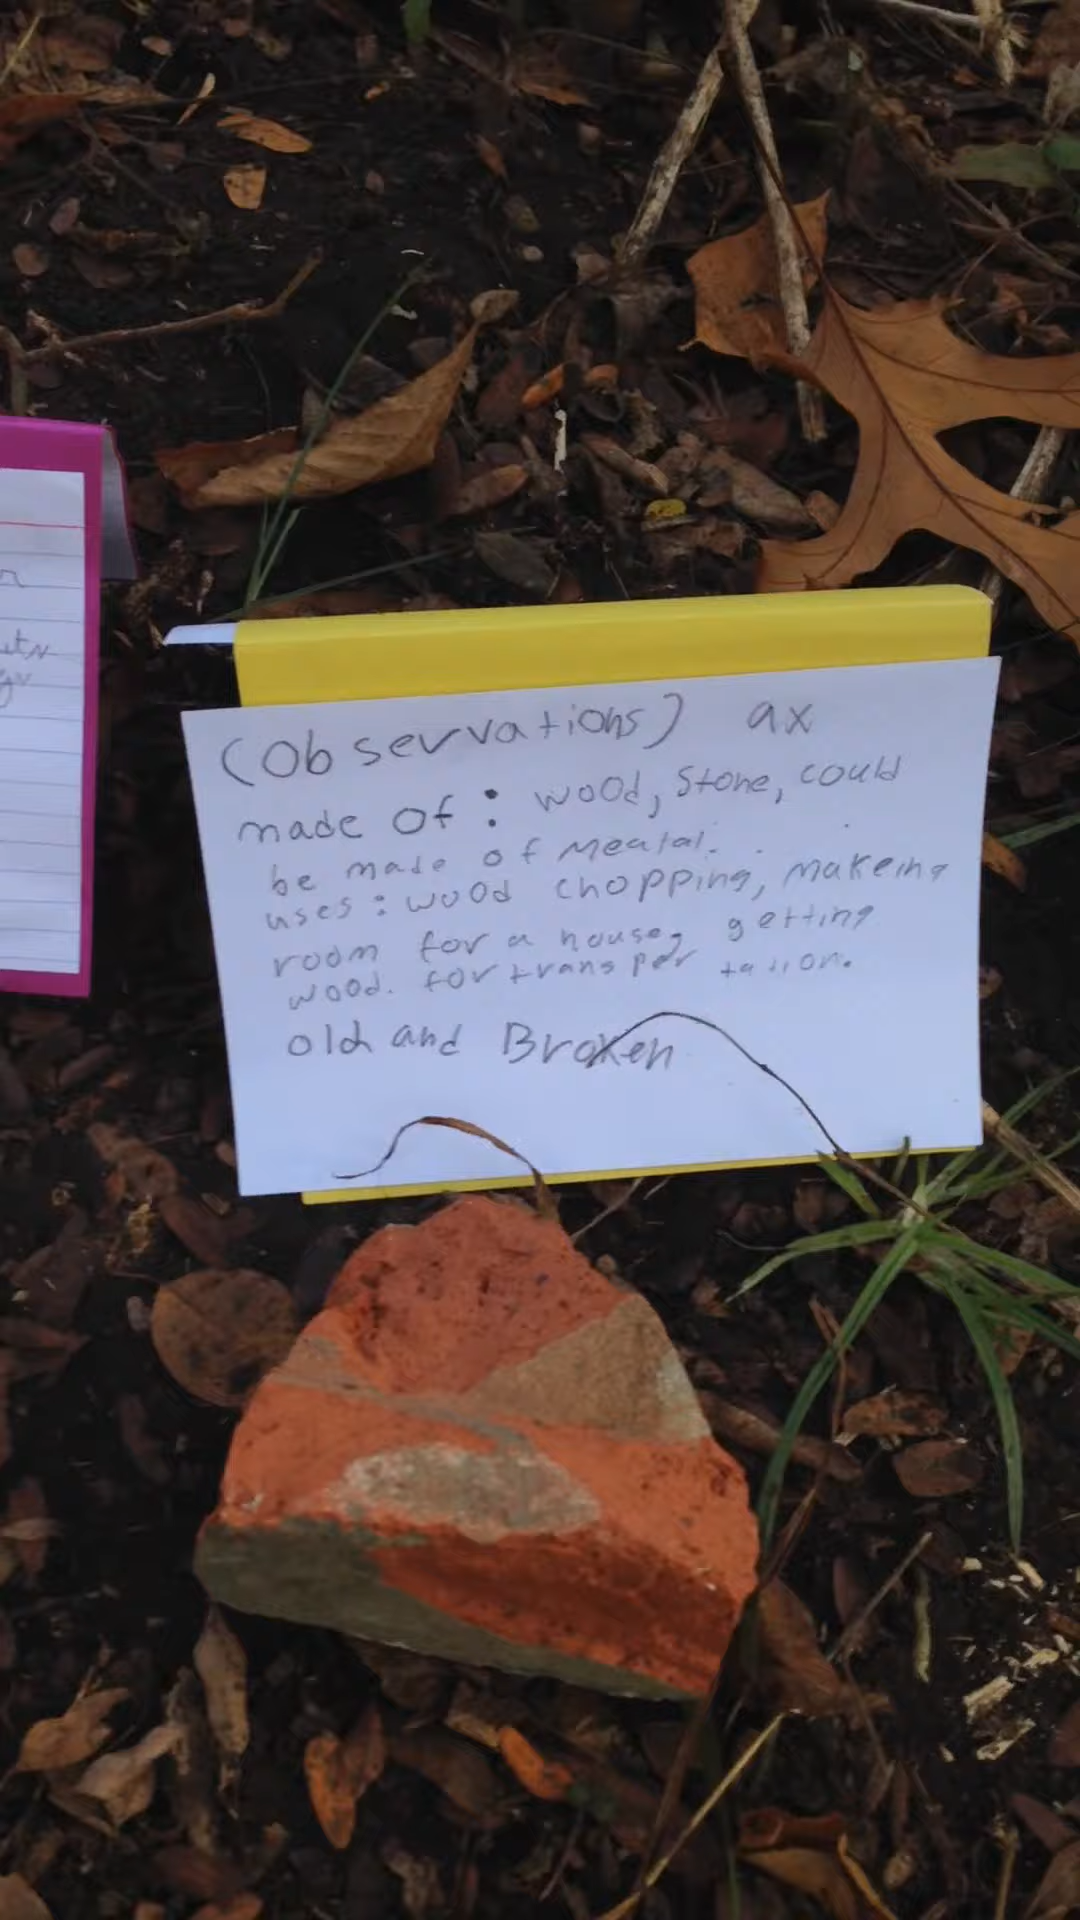 (Observations) ax
made of: wood, stone, could
be made of Meatal.
uses: wood chopping, makeing
room for a house, getting
wood. for transpertation.
old and Broken